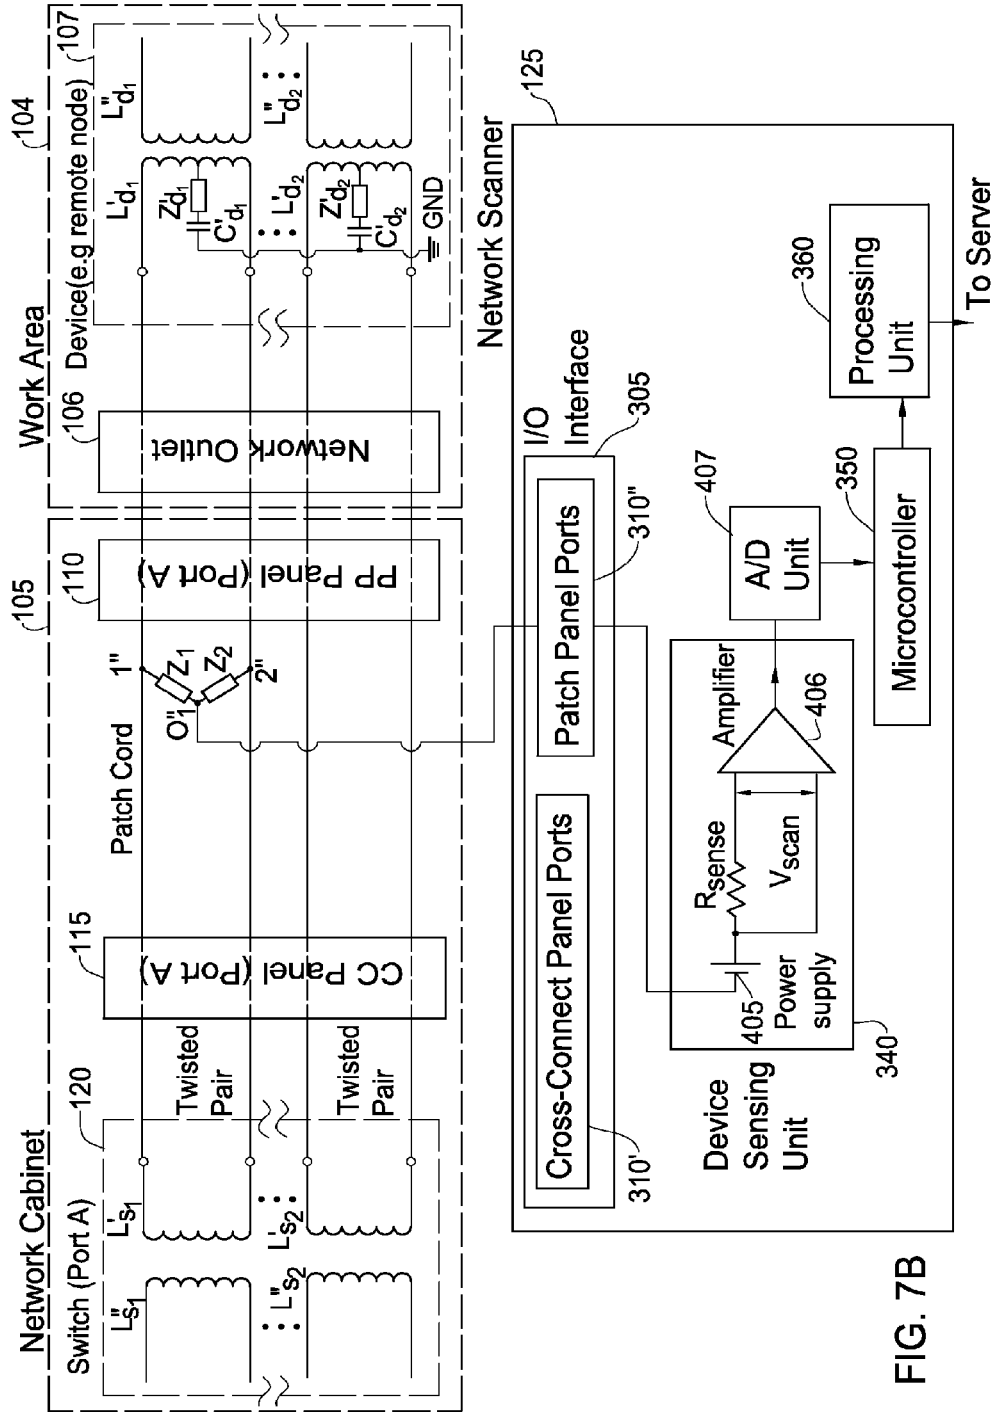 Network Cabinet
105
104
Work Area
Switch (Port A)
120
115
Patch Cord
110
106
Device(e.g remote node)
107
L"s1
L's1
Twisted
Pair
CC Panel (Port A)
1"
Z1
O"1
Z2
2"
PP Panel (Port A)
Network Outlet
L'd1
L"d1
Z'd1
C'd1
L"s2
L's2
Twisted
Pair
L'd2
L"d2
Z'd2
C'd2
GND
Network Scanner
125
I/O
Interface
305
310'
Cross-Connect Panel Ports
Patch Panel Ports
310"
Device
Sensing
Unit
340
405
Power
supply
Rsense
Vscan
Amplifier
406
A/D
Unit
407
Microcontroller
350
Processing
Unit
360
To Server
FIG. 7B